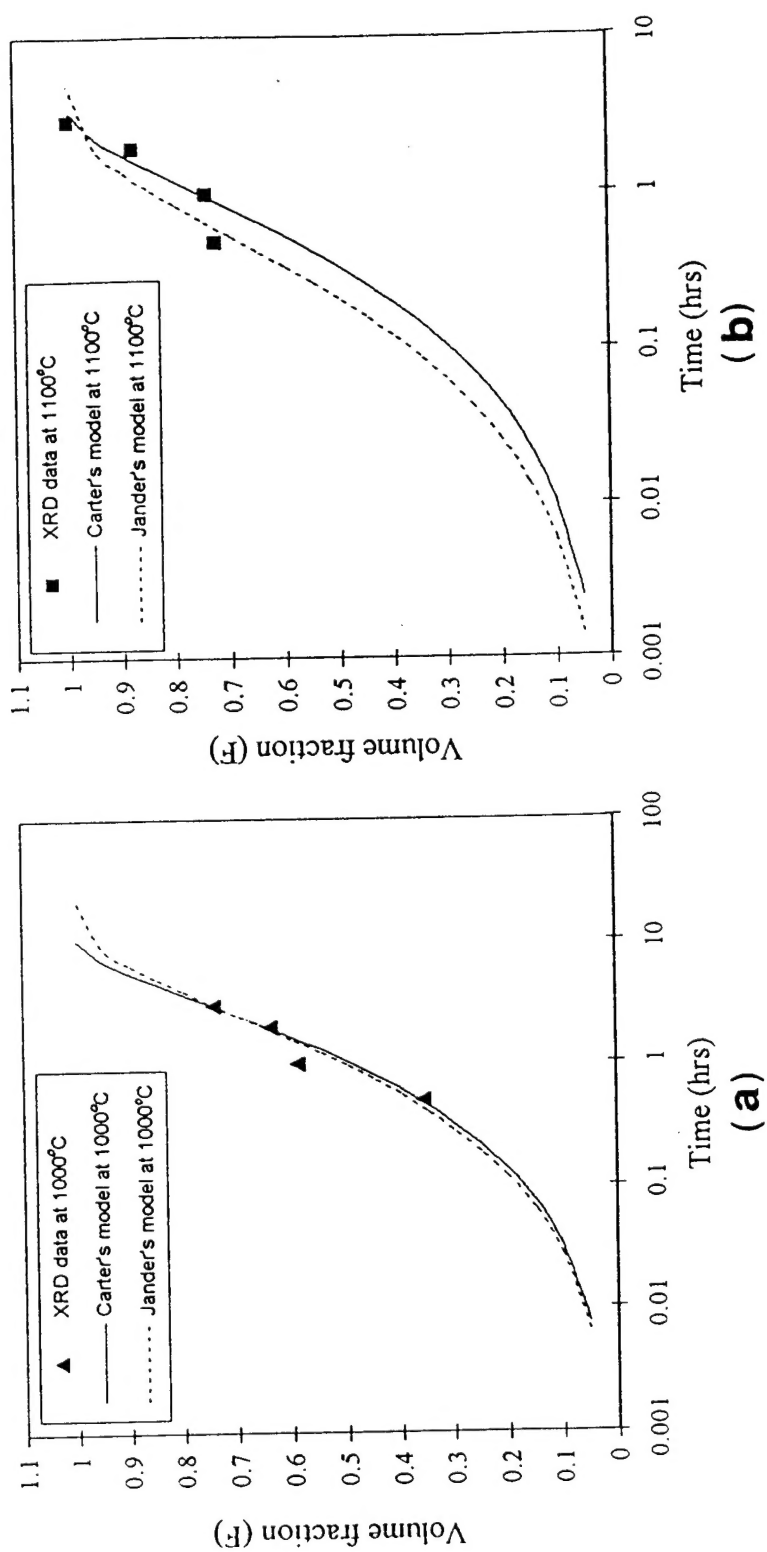 1.1
1
0.9
0.8
0.7
0.6
0.5
0.4
0.3
0.2
0.1
0
Volume fraction (F)
XRD data at 1000°C
Carter's model at 1000°C
Jander's model at 1000°C
0.001
0.01
0.1
1
10
100
Time (hrs)
(a)
1.1
1
0.9
0.8
0.7
0.6
0.5
0.4
0.3
0.2
0.1
0
Volume fraction (F)
XRD data at 1100°C
Carter's model at 1100°C
Jander's model at 1100°C
0.001
0.01
0.1
1
10
Time (hrs)
(b)